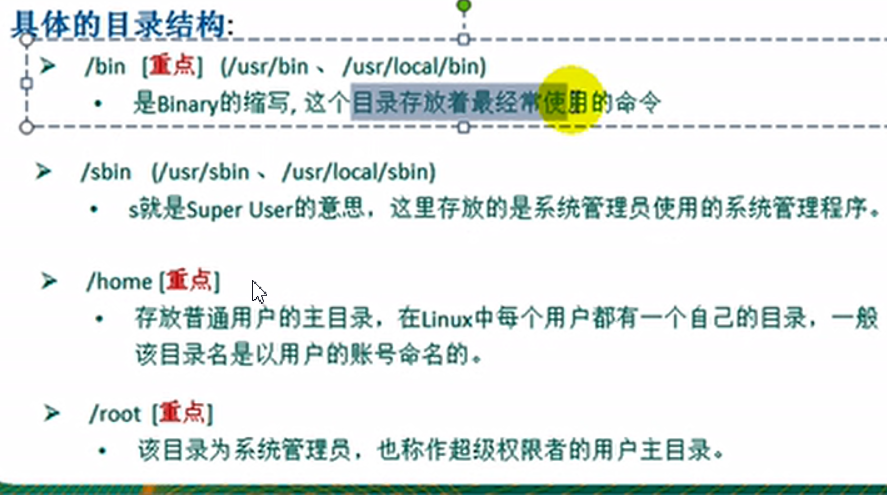 具体的目录结构:
/bin [重点] (/usr/bin 、 /usr/local/bin)
是Binary的缩写, 这个目录存放着最经常使用的命令
/sbin (/usr/sbin 、 /usr/local/sbin)
s就是Super User的意思，这里存放的是系统管理员使用的系统管理程序。
/home [重点]
存放普通用户的主目录，在Linux中每个用户都有一个自己的目录，一般
该目录名是以用户的账号命名的。
/root [重点]
该目录为系统管理员，也称作超级权限者的用户主目录。